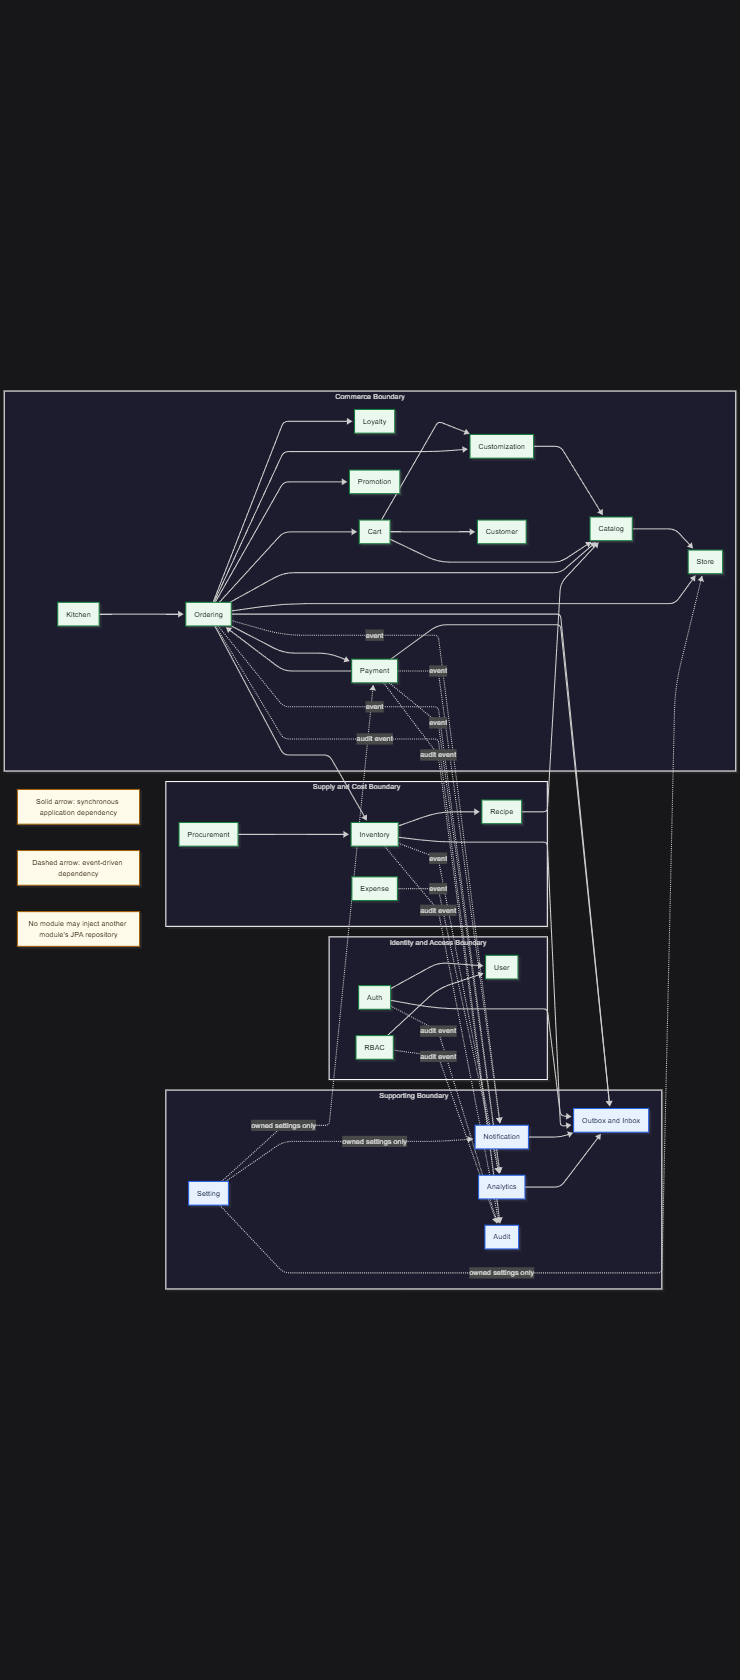 Commerce Boundary
Loyalty
Customization
Promotion
Cart
Customer
Catalog
Store
Kitchen
Ordering
event
Payment
event
event
event
audit event
audit event
Supply and Cost Boundary
Solid arrow: synchronous
application dependency
Recipe
Procurement
Inventory
Dashed arrow: event-driven
dependency
event
Expense
event
audit event
No module may inject another
module's JPA repository
Identity and Access Boundary
User
Auth
audit event
RBAC
audit event
Supporting Boundary
owned settings only
Outbox and Inbox
owned settings only
Notification
Setting
Analytics
Audit
owned settings only